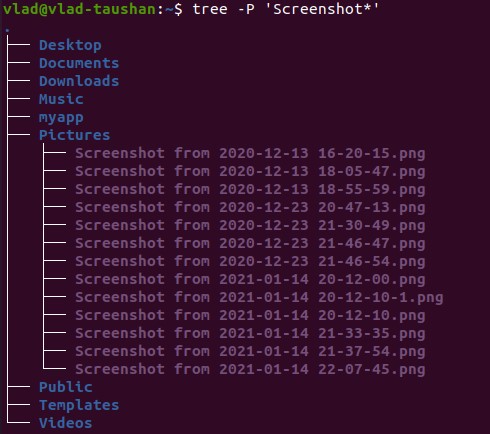 vlad@vlad-taushan:~$ tree -P 'Screenshot*'
.
├── Desktop
├── Documents
├── Downloads
├── Music
├── myapp
├── Pictures
│   ├── Screenshot from 2020-12-13 16-20-15.png
│   ├── Screenshot from 2020-12-13 18-05-47.png
│   ├── Screenshot from 2020-12-13 18-55-59.png
│   ├── Screenshot from 2020-12-23 20-47-13.png
│   ├── Screenshot from 2020-12-23 21-30-49.png
│   ├── Screenshot from 2020-12-23 21-46-47.png
│   ├── Screenshot from 2020-12-23 21-46-54.png
│   ├── Screenshot from 2021-01-14 20-12-00.png
│   ├── Screenshot from 2021-01-14 20-12-10-1.png
│   ├── Screenshot from 2021-01-14 20-12-10.png
│   ├── Screenshot from 2021-01-14 21-33-35.png
│   ├── Screenshot from 2021-01-14 21-37-54.png
│   └── Screenshot from 2021-01-14 22-07-45.png
├── Public
├── Templates
└── Videos